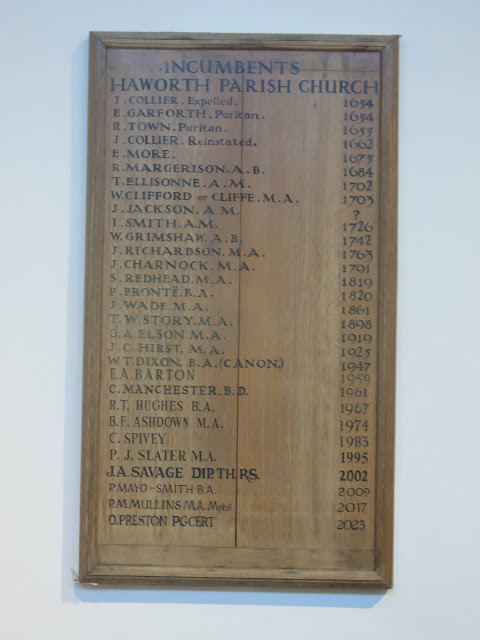 INCUMBENTS
HAWORTH PARISH CHURCH
J. COLLIER. Expelled. 1654
E. GARFORTH. Puritan. 1654
R. TOWN. Puritan. 1655
J. COLLIER. Reinstated. 1662
E. MORE. 1675
R. MARGERISON. A. B. 1684
T. ELLISONNE. A. M. 1702
W. CLIFFORD or CLIFFE. M. A. 1703
J. JACKSON. A. M. ?
I. SMITH. A. M. 1726
W. GRIMSHAW. A. B. 1742
J. RICHARDSON. M. A. 1763
J. CHARNOCK. M. A. 1791
S. REDHEAD. M. A. 1819
P. BRONTË. B. A. 1820
J. WADE. M. A. 1861
T. W. STORY. M. A. 1898
G. A. ELSON. M. A. 1919
J. C. HIRST. M. A. 1925
W. T. DIXON. B. A. (CANON.) 1947
E. A. BARTON 1959
C. MANCHESTER. B. D. 1961
R. T. HUGHES B. A. 1967
B. F. ASHDOWN M. A. 1974
C. SPIVEY 1983
P. J. SLATER M. A. 1995
J. A. SAVAGE DIP. TH. RS. 2002
P. MAYO-SMITH B. A. 2009
P. M. MULLINS M. A. Mphil 2017
O. PRESTON PGCERT 2023